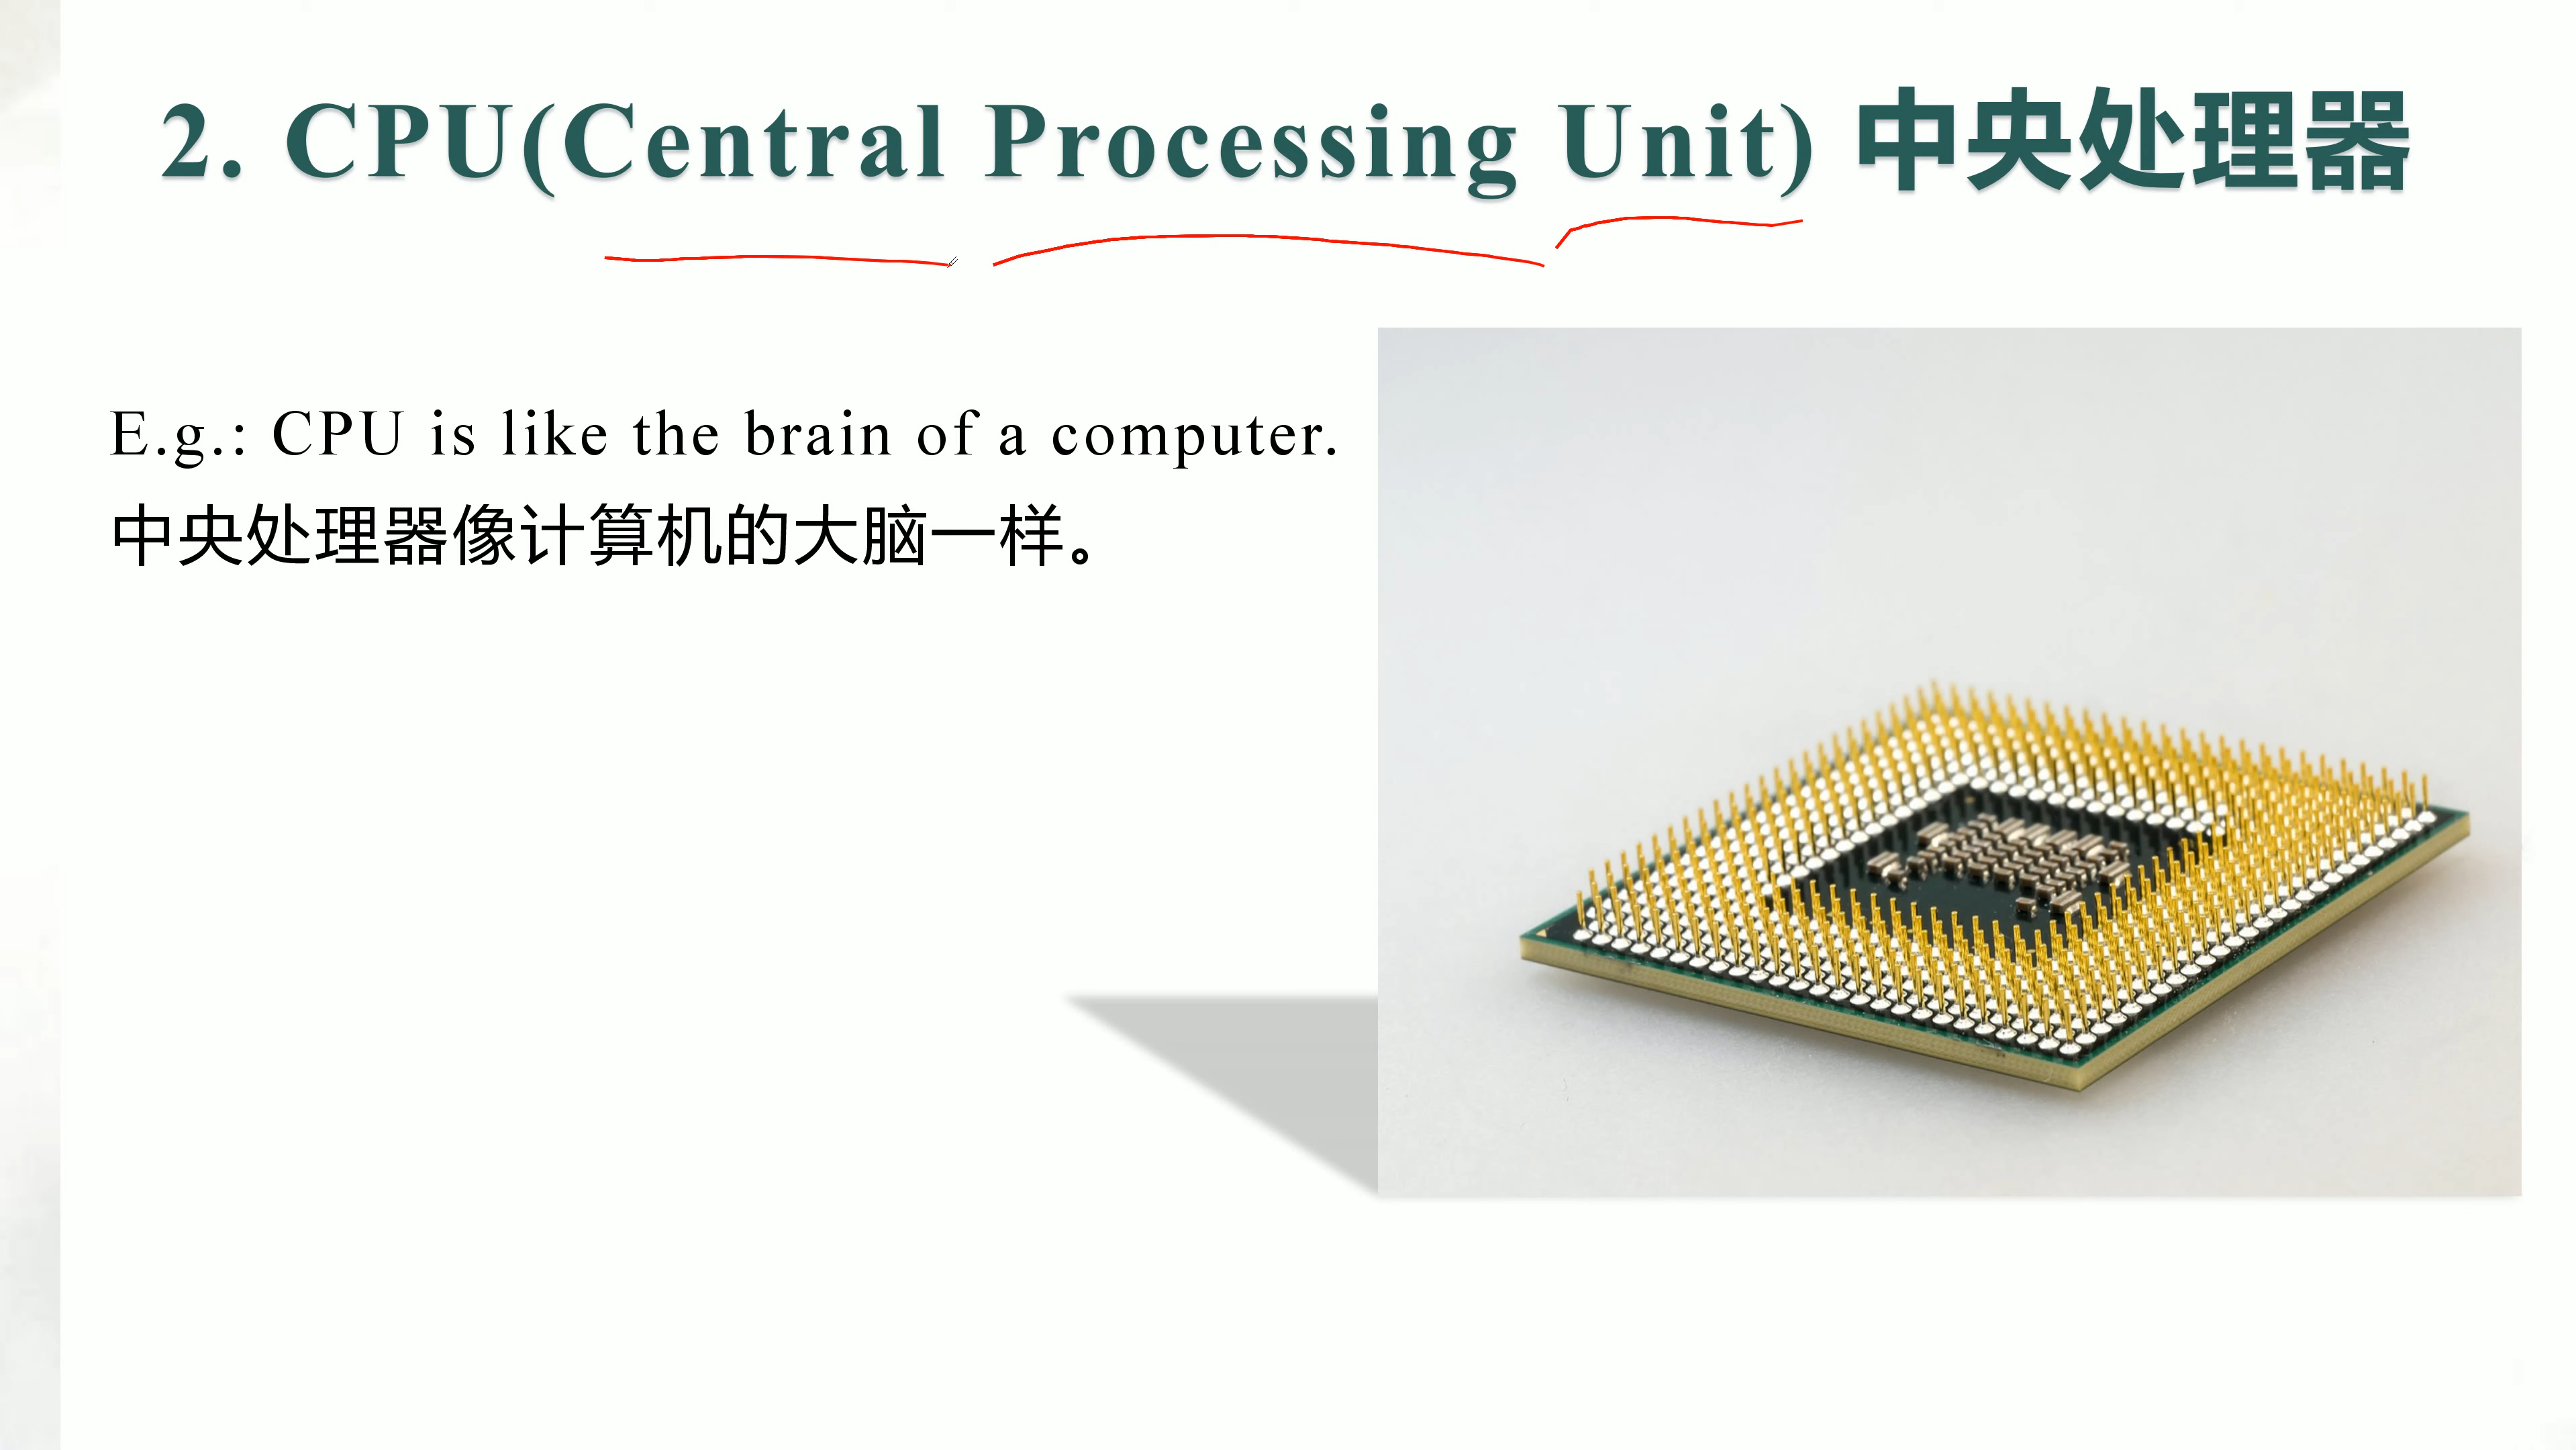 2. CPU(Central Processing Unit) 中央处理器
E.g.: CPU is like the brain of a computer.
中央处理器像计算机的大脑一样。